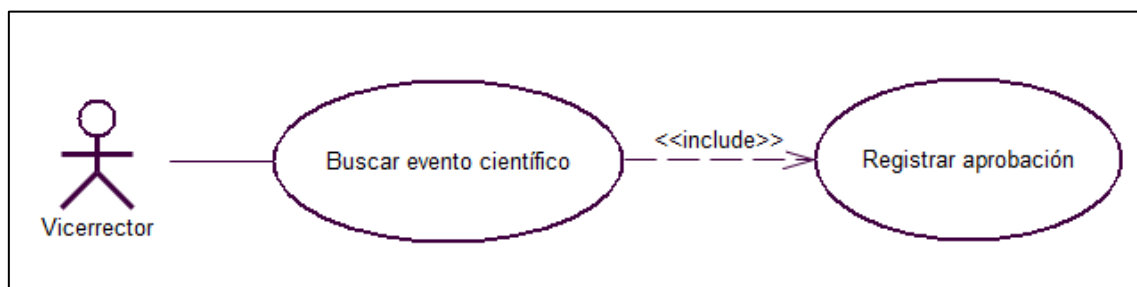 <<include>>
Buscar evento científico
Registrar aprobación
Vicerrector